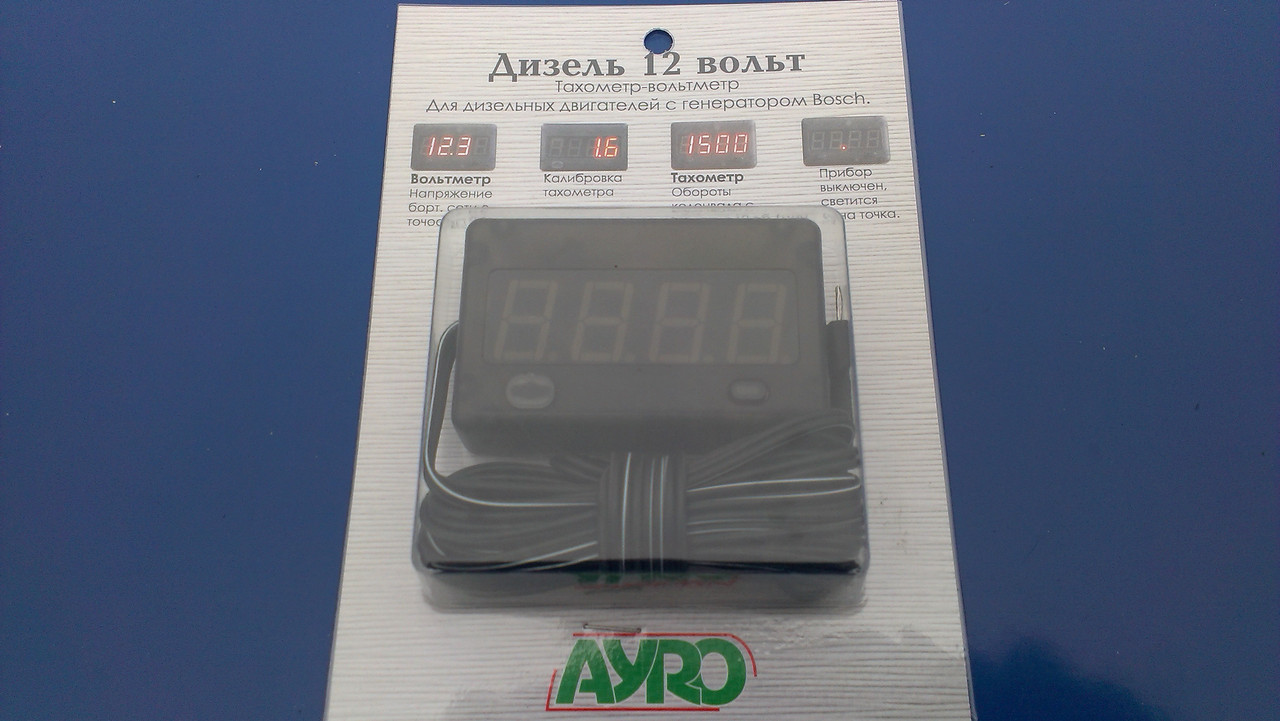 Дизель 12 вольт
Тахометр-вольтметр
Для дизельных двигателей с генератором Bosch.
12.3
1.6
1500
Вольтметр
Напряжение
борт.
Калибровка
тахометра
Тахометр
Обороты
Прибор
выключен,
светится
точка.
AYRO